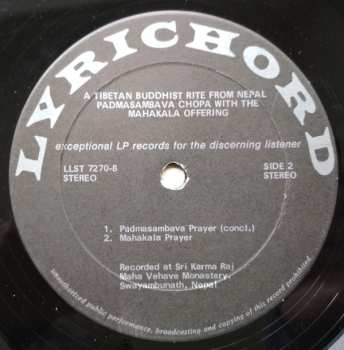 LYRICHORD
A TIBETAN BUDDHIST RITE FROM NEPAL
PADMASAMBAVA CHOPA WITH THE
MAHAKALA OFFERING
exceptional LP records for the discerning listener
LLST 7270-B
STEREO
SIDE 2
STEREO
1. Padmasambava Prayer (concl.)
2. Mahakala Prayer
Recorded at Sri Karma Raj
Maha Vehave Monastery,
Swayambunath, Nepal
unauthorized public performance, broadcasting and copying of this record prohibited